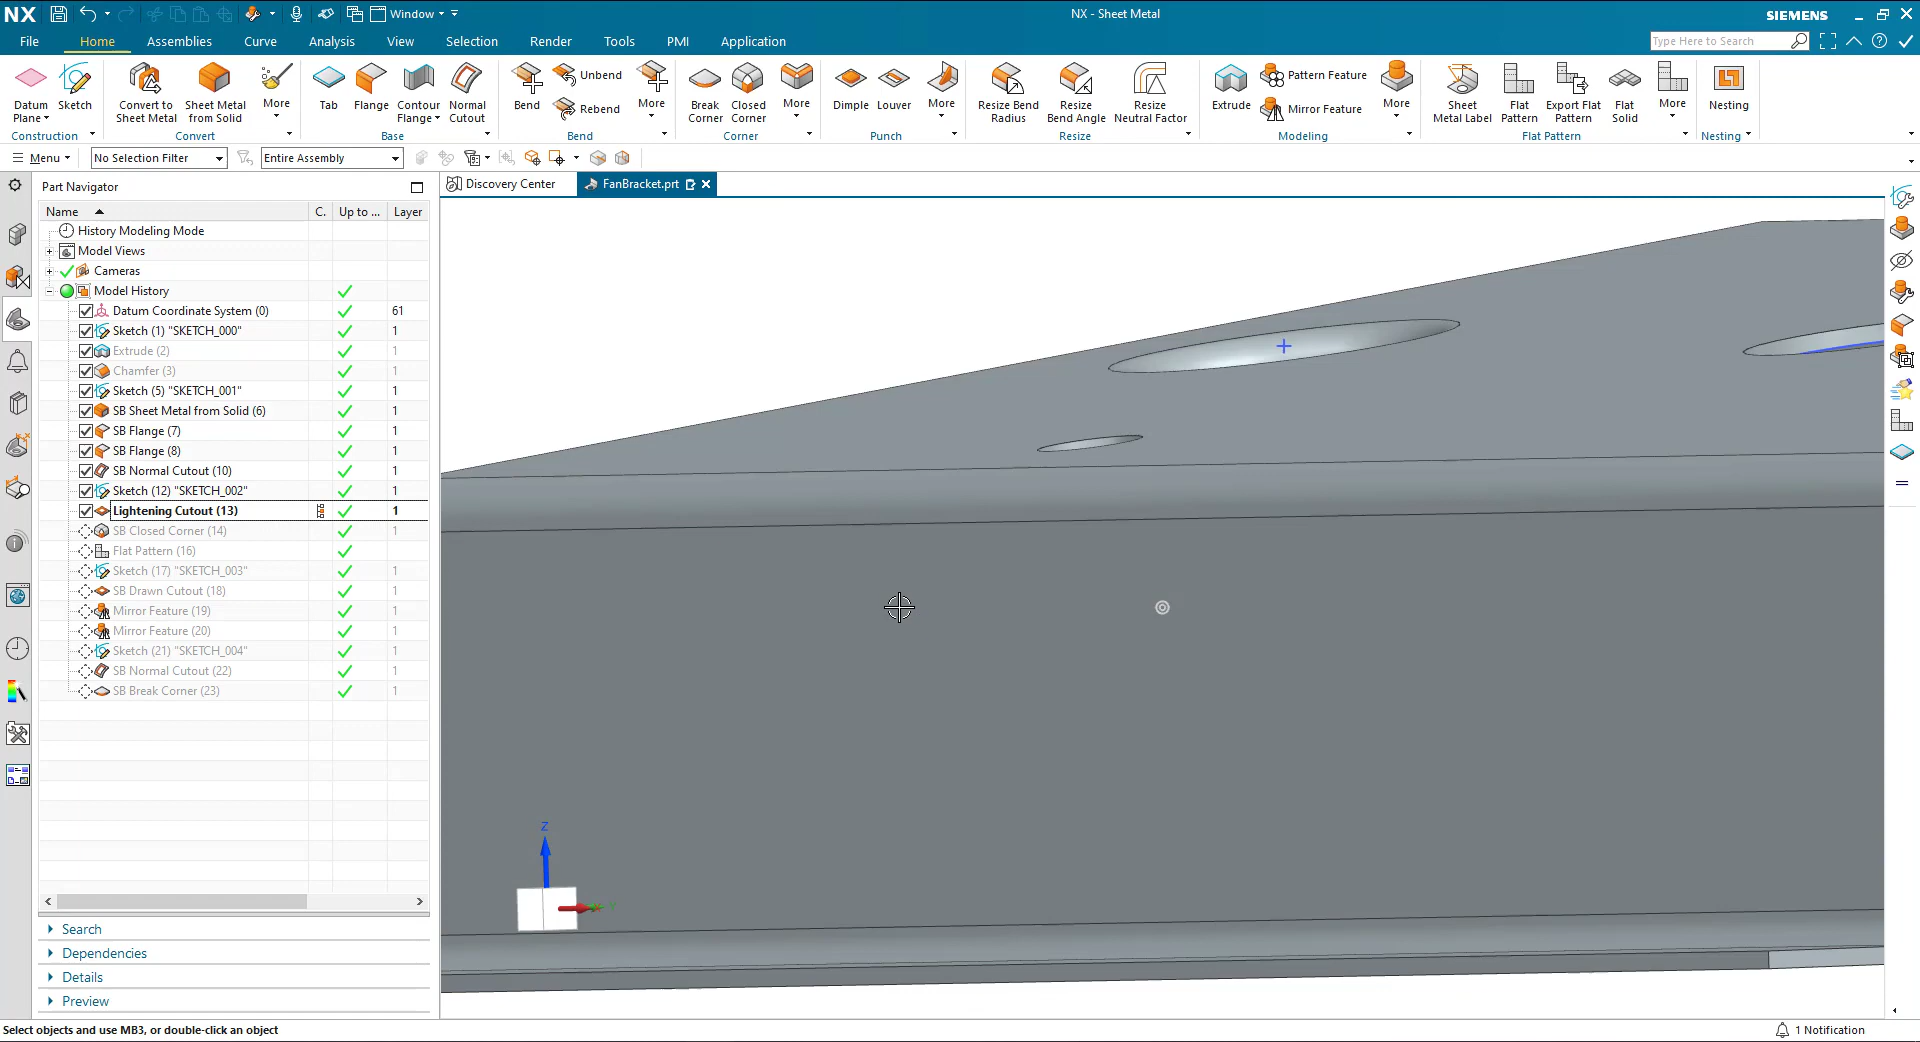 NX
Window
NX - Sheet Metal
SIEMENS
File
Home
Assemblies
Curve
Analysis
View
Selection
Render
Tools
PMI
Application
Type Here to Search
Datum Plane
Sketch
Construction
Convert to Sheet Metal
Sheet Metal from Solid
More
Convert
Tab
Flange
Contour Flange
Normal Cutout
Base
Bend
Unbend
Rebend
More
Bend
Break Corner
Closed Corner
More
Corner
Dimple
Louver
More
Punch
Resize Bend Radius
Resize Bend Angle
Resize Neutral Factor
Resize
Extrude
Pattern Feature
Mirror Feature
More
Modeling
Sheet Metal Label
Flat Pattern
Export Flat Pattern
Flat Solid
More
Flat Pattern
Nesting
Nesting
Menu
No Selection Filter
Entire Assembly
Part Navigator
Discovery Center
FanBracket.prt
Name C. Up to ... Layer
History Modeling Mode
Model Views
Cameras
Model History
Datum Coordinate System (0) 61
Sketch (1) "SKETCH_000" 1
Extrude (2) 1
Chamfer (3) 1
Sketch (5) "SKETCH_001" 1
SB Sheet Metal from Solid (6) 1
SB Flange (7) 1
SB Flange (8) 1
SB Normal Cutout (10) 1
Sketch (12) "SKETCH_002" 1
Lightening Cutout (13) 1
SB Closed Corner (14) 1
Flat Pattern (16)
Sketch (17) "SKETCH_003" 1
SB Drawn Cutout (18) 1
Mirror Feature (19) 1
Mirror Feature (20) 1
Sketch (21) "SKETCH_004" 1
SB Normal Cutout (22) 1
SB Break Corner (23) 1
Z
Y
Search
Dependencies
Details
Preview
Select objects and use MB3, or double-click an object
1 Notification